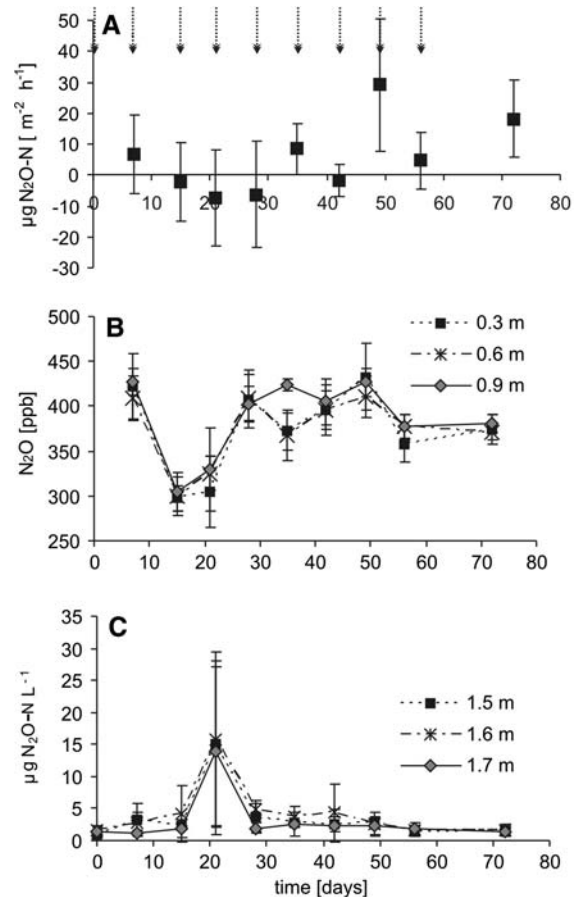 A
µg N2O-N [ m⁻² h⁻¹]
50
40
30
20
10
0
-10
-20
-30
0 10 20 30 40 50 60 70 80
B
N2O [ppb]
500
450
400
350
300
250
0.3 m
0.6 m
0.9 m
0 10 20 30 40 50 60 70 80
C
µg N₂O-N L⁻¹
35
30
25
20
15
10
5
0
1.5 m
1.6 m
1.7 m
0 10 20 30 40 50 60 70 80
time [days]